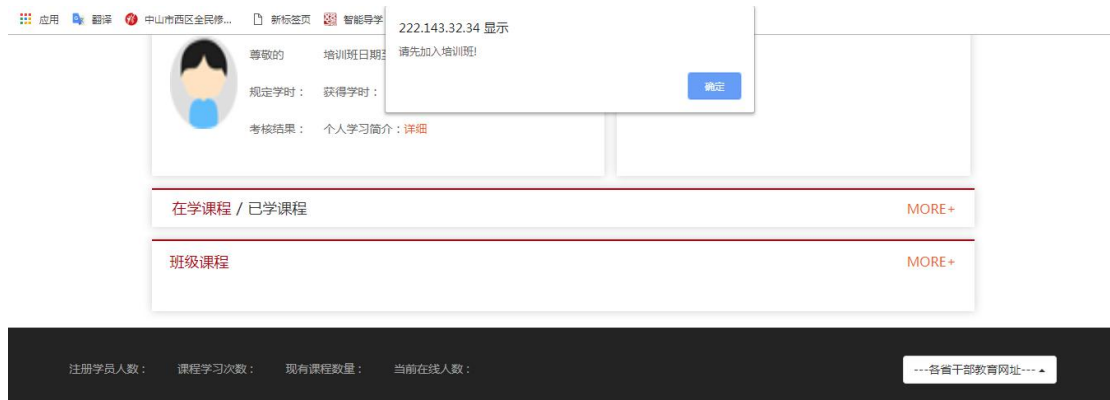 应用 翻译 中山市西区全民修... 新标签页 智能导学
222.143.32.34 显示
请先加入培训班!
确定
尊敬的 培训班日期
规定学时： 获得学时：
考核结果： 个人学习简介：详细
在学课程 / 已学课程 MORE+
班级课程 MORE+
注册学员人数： 课程学习次数： 现有课程数量： 当前在线人数： ---各省干部教育网址---